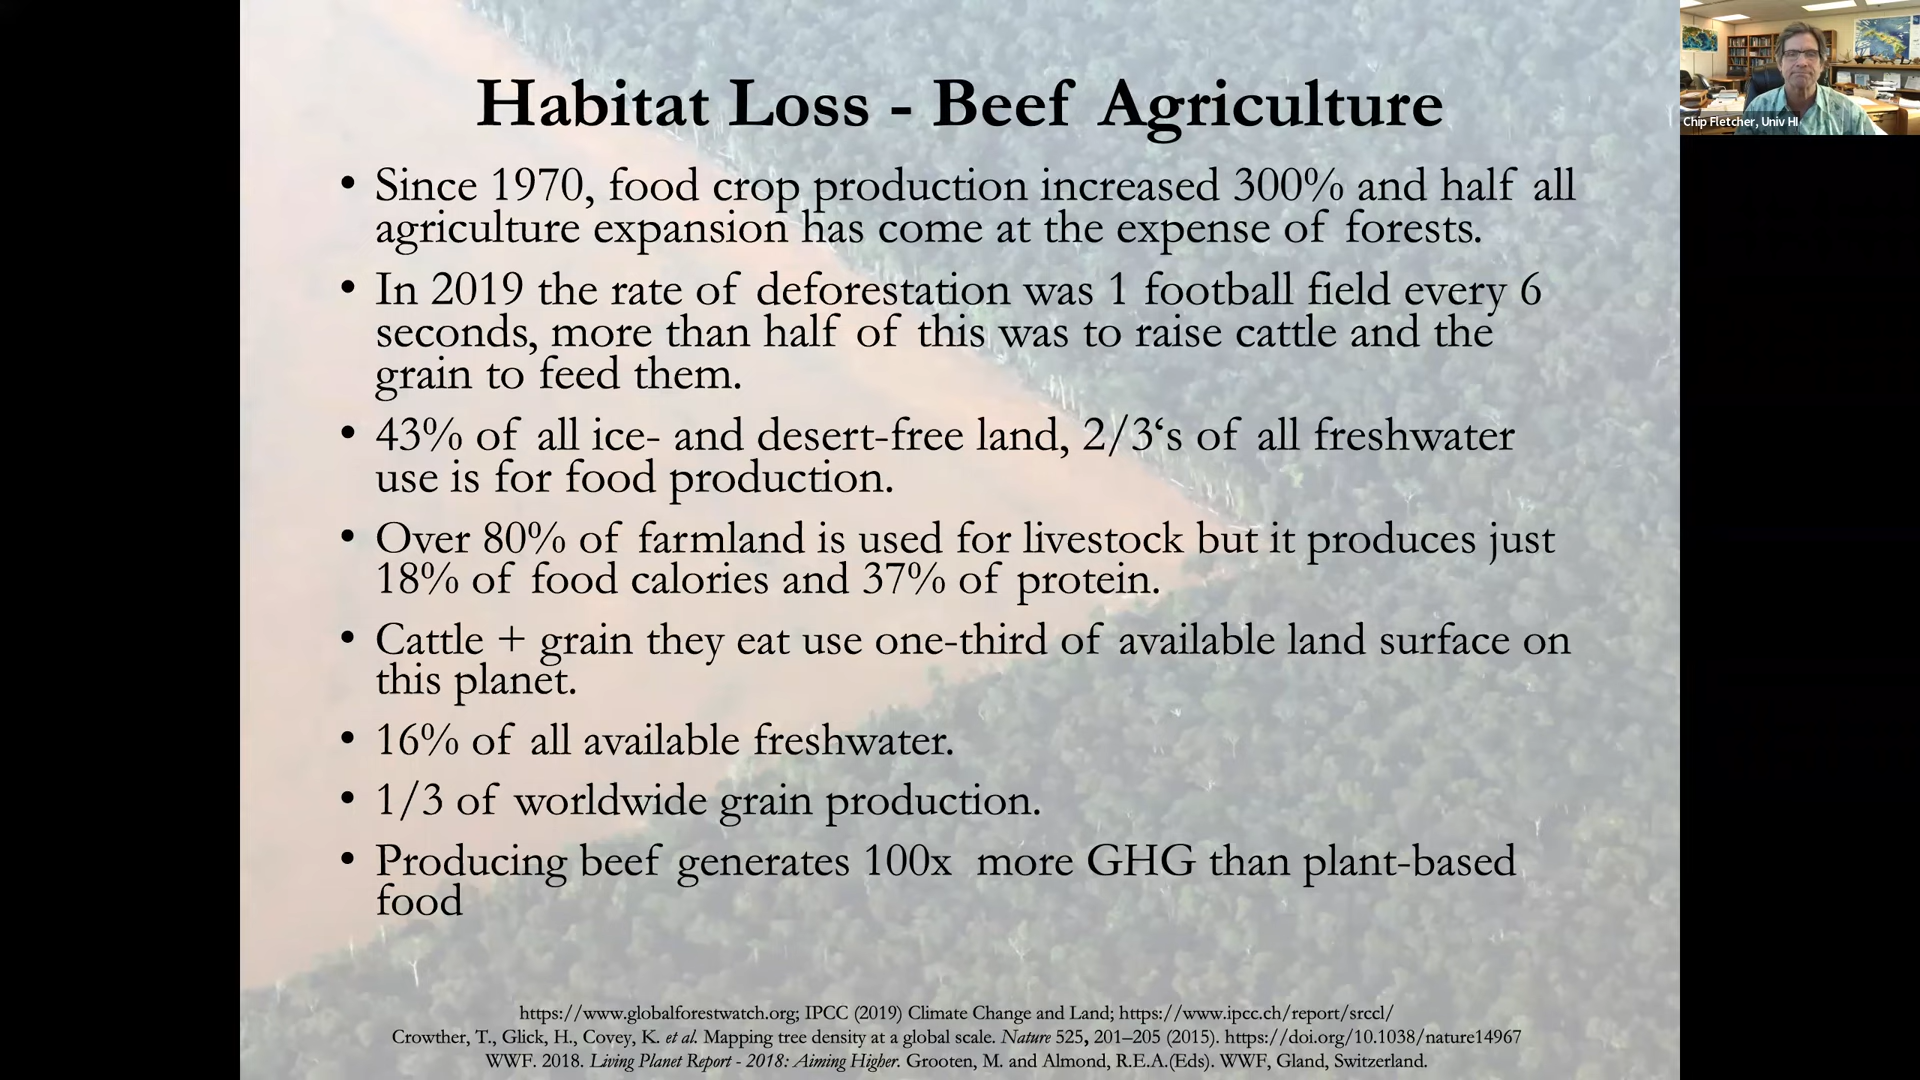 Habitat Loss - Beef Agriculture
• Since 1970, food crop production increased 300% and half all
agriculture expansion has come at the expense of forests.
• In 2019 the rate of deforestation was 1 football field every 6
seconds, more than half of this was to raise cattle and the
grain to feed them.
• 43% of all ice- and desert-free land, 2/3‘s of all freshwater
use is for food production.
• Over 80% of farmland is used for livestock but it produces just
18% of food calories and 37% of protein.
• Cattle + grain they eat use one-third of available land surface on
this planet.
• 16% of all available freshwater.
• 1/3 of worldwide grain production.
• Producing beef generates 100x more GHG than plant-based
food
https://www.globalforestwatch.org; IPCC (2019) Climate Change and Land; https://www.ipcc.ch/report/srccl/
Crowther, T., Glick, H., Covey, K. et al. Mapping tree density at a global scale. Nature 525, 201–205 (2015). https://doi.org/10.1038/nature14967
WWF. 2018. Living Planet Report - 2018: Aiming Higher. Grooten, M. and Almond, R.E.A.(Eds). WWF, Gland, Switzerland.
Chip Fletcher, Univ HI